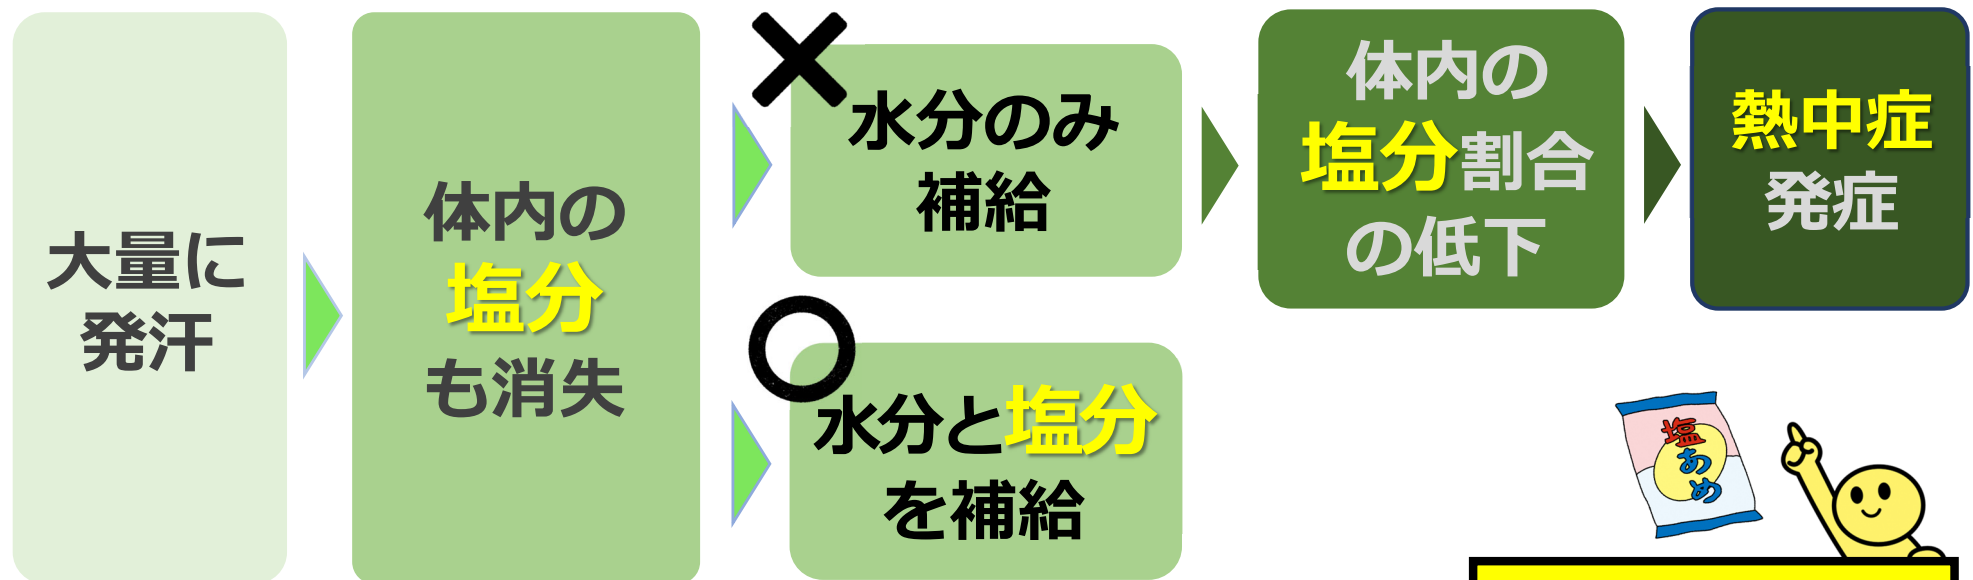 大量に
発汗
体内の
塩分
も消失
水分のみ
補給
体内の
塩分割合
の低下
熱中症
発症
水分と塩分
を補給
塩
あ
め